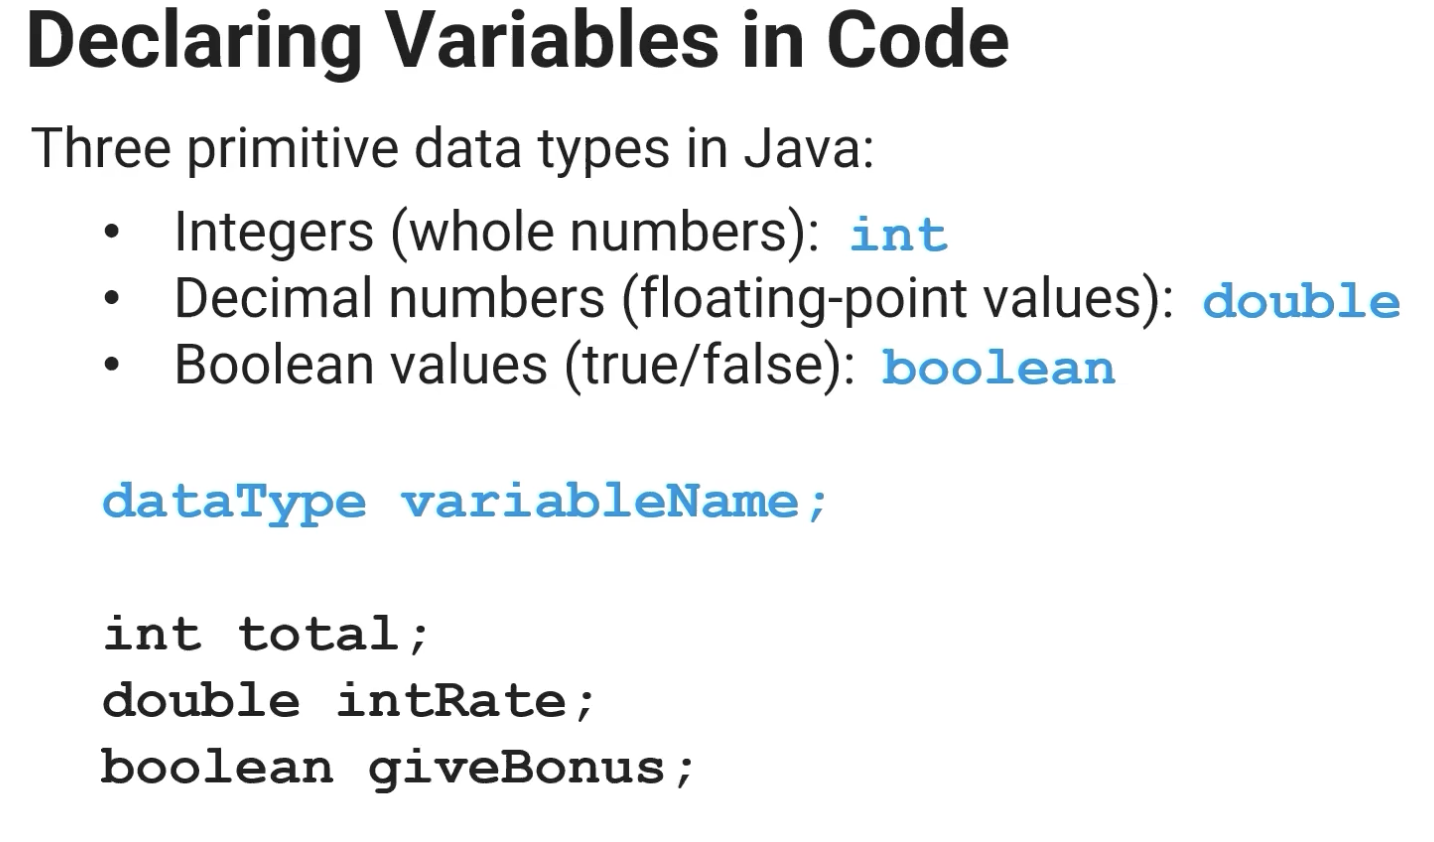 Declaring Variables in Code
Three primitive data types in Java:
• Integers (whole numbers): int
• Decimal numbers (floating-point values): double
• Boolean values (true/false): boolean
dataType variableName;
int total;
double intRate;
boolean giveBonus;